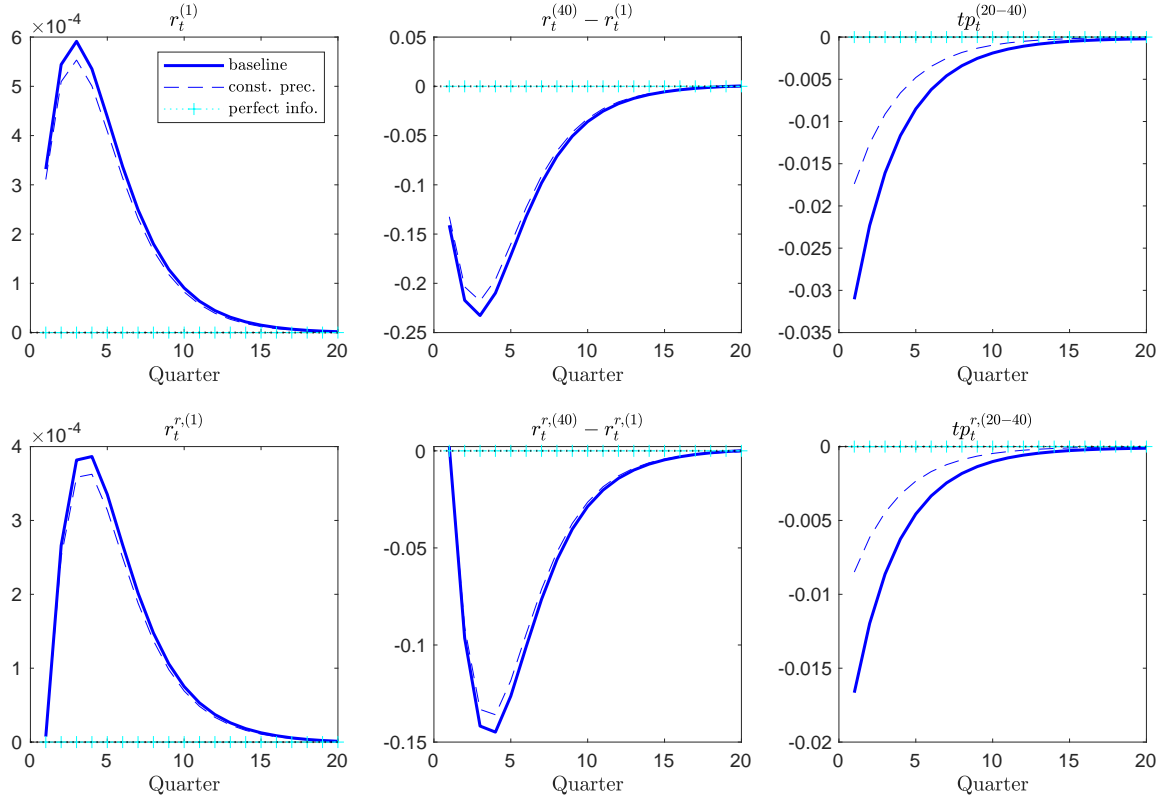 ×10⁻⁴
r_t^{(1)}
6
5
4
3
2
1
0
0 5 10 15 20
Quarter
baseline
const. prec.
perfect info.
r_t^{(40)} − r_t^{(1)}
0.05
0
-0.05
-0.1
-0.15
-0.2
-0.25
0 5 10 15 20
Quarter
tp_t^{(20−40)}
0
-0.005
-0.01
-0.015
-0.02
-0.025
-0.03
-0.035
0 5 10 15 20
Quarter
×10⁻⁴
r_t^{r,(1)}
4
3
2
1
0
0 5 10 15 20
Quarter
r_t^{r,(40)} − r_t^{r,(1)}
0
-0.05
-0.1
-0.15
0 5 10 15 20
Quarter
tp_t^{r,(20−40)}
0
-0.005
-0.01
-0.015
-0.02
0 5 10 15 20
Quarter